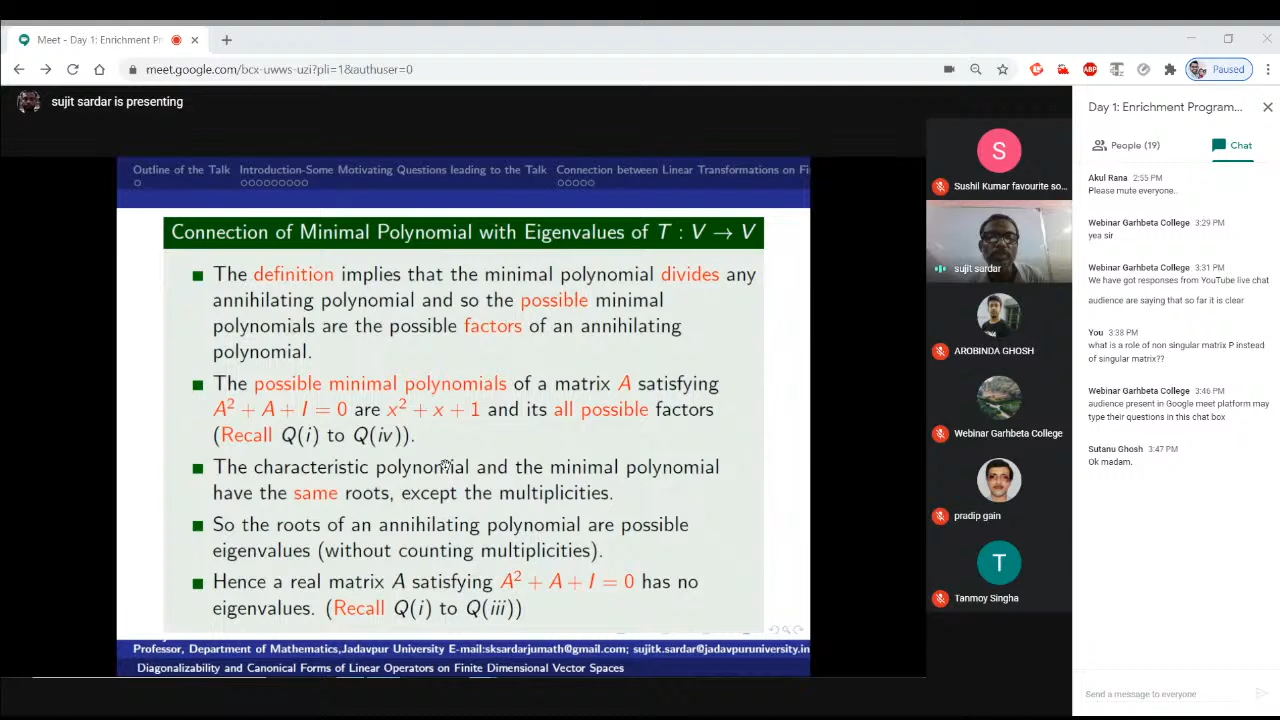 Meet - Day 1: Enrichment Pr
meet.google.com/bcx-uwws-uzi?pli=1&authuser=0
ABP
Paused
sujit sardar is presenting
Outline of the Talk Introduction-Some Motivating Questions leading to the Talk Connection between Linear Transformations on Fi
Connection of Minimal Polynomial with Eigenvalues of T : V → V
The definition implies that the minimal polynomial divides any
annihilating polynomial and so the possible minimal
polynomials are the possible factors of an annihilating
polynomial.
The possible minimal polynomials of a matrix A satisfying
A² + A + I = 0 are x² + x + 1 and its all possible factors
(Recall Q(i) to Q(iv)).
The characteristic polynomial and the minimal polynomial
have the same roots, except the multiplicities.
So the roots of an annihilating polynomial are possible
eigenvalues (without counting multiplicities).
Hence a real matrix A satisfying A² + A + I = 0 has no
eigenvalues. (Recall Q(i) to Q(iii))
Professor, Department of Mathematics,Jadavpur University E-mail:sksardarjumath@gmail.com; sujitk.sardar@jadavpuruniversity.in
Diagonalizability and Canonical Forms of Linear Operators on Finite Dimensional Vector Spaces
S
Sushil Kumar favourite so...
sujit sardar
AROBINDA GHOSH
Webinar Garhbeta College
pradip gain
T
Tanmoy Singha
Day 1: Enrichment Program...
People (19)
Chat
Akul Rana 2:55 PM
Please mute everyone..
Webinar Garhbeta College 3:29 PM
yea sir
Webinar Garhbeta College 3:31 PM
We have got responses from YouTube live chat
audience are saying that so far it is clear
You 3:38 PM
what is a role of non singular matrix P instead
of singular matrix??
Webinar Garhbeta College 3:46 PM
audience present in Google meet platform may
type their questions in this chat box
Sutanu Ghosh 3:47 PM
Ok madam.
Send a message to everyone